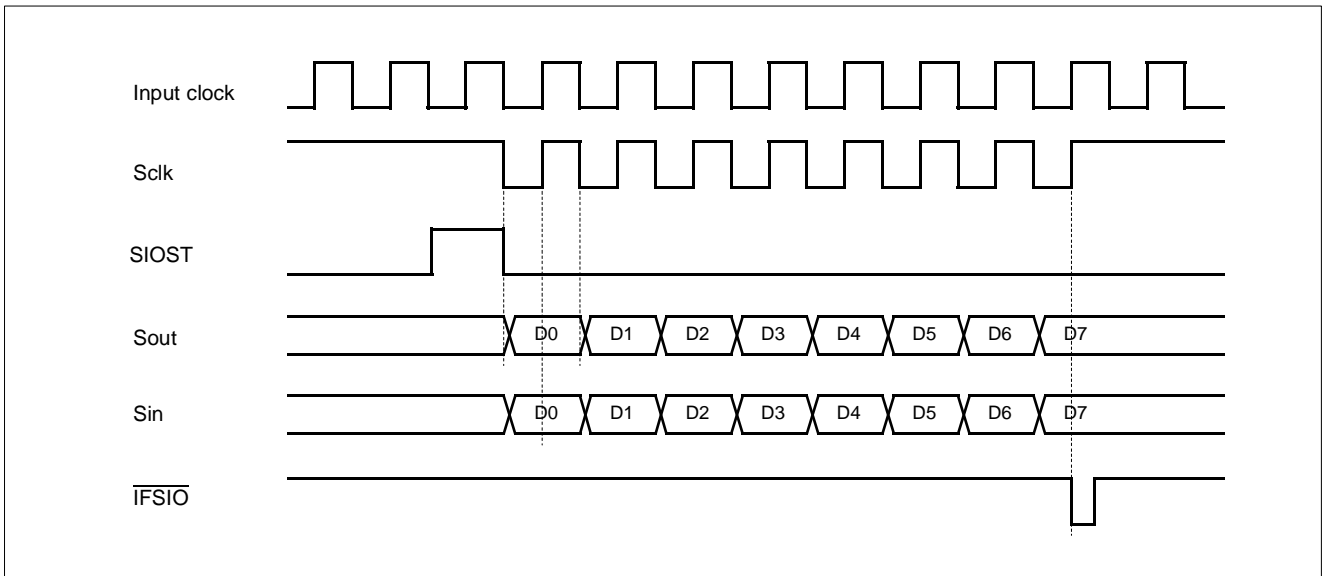 Input clock
Sclk
SIOST
Sout D0 D1 D2 D3 D4 D5 D6 D7
Sin D0 D1 D2 D3 D4 D5 D6 D7
IFSIO